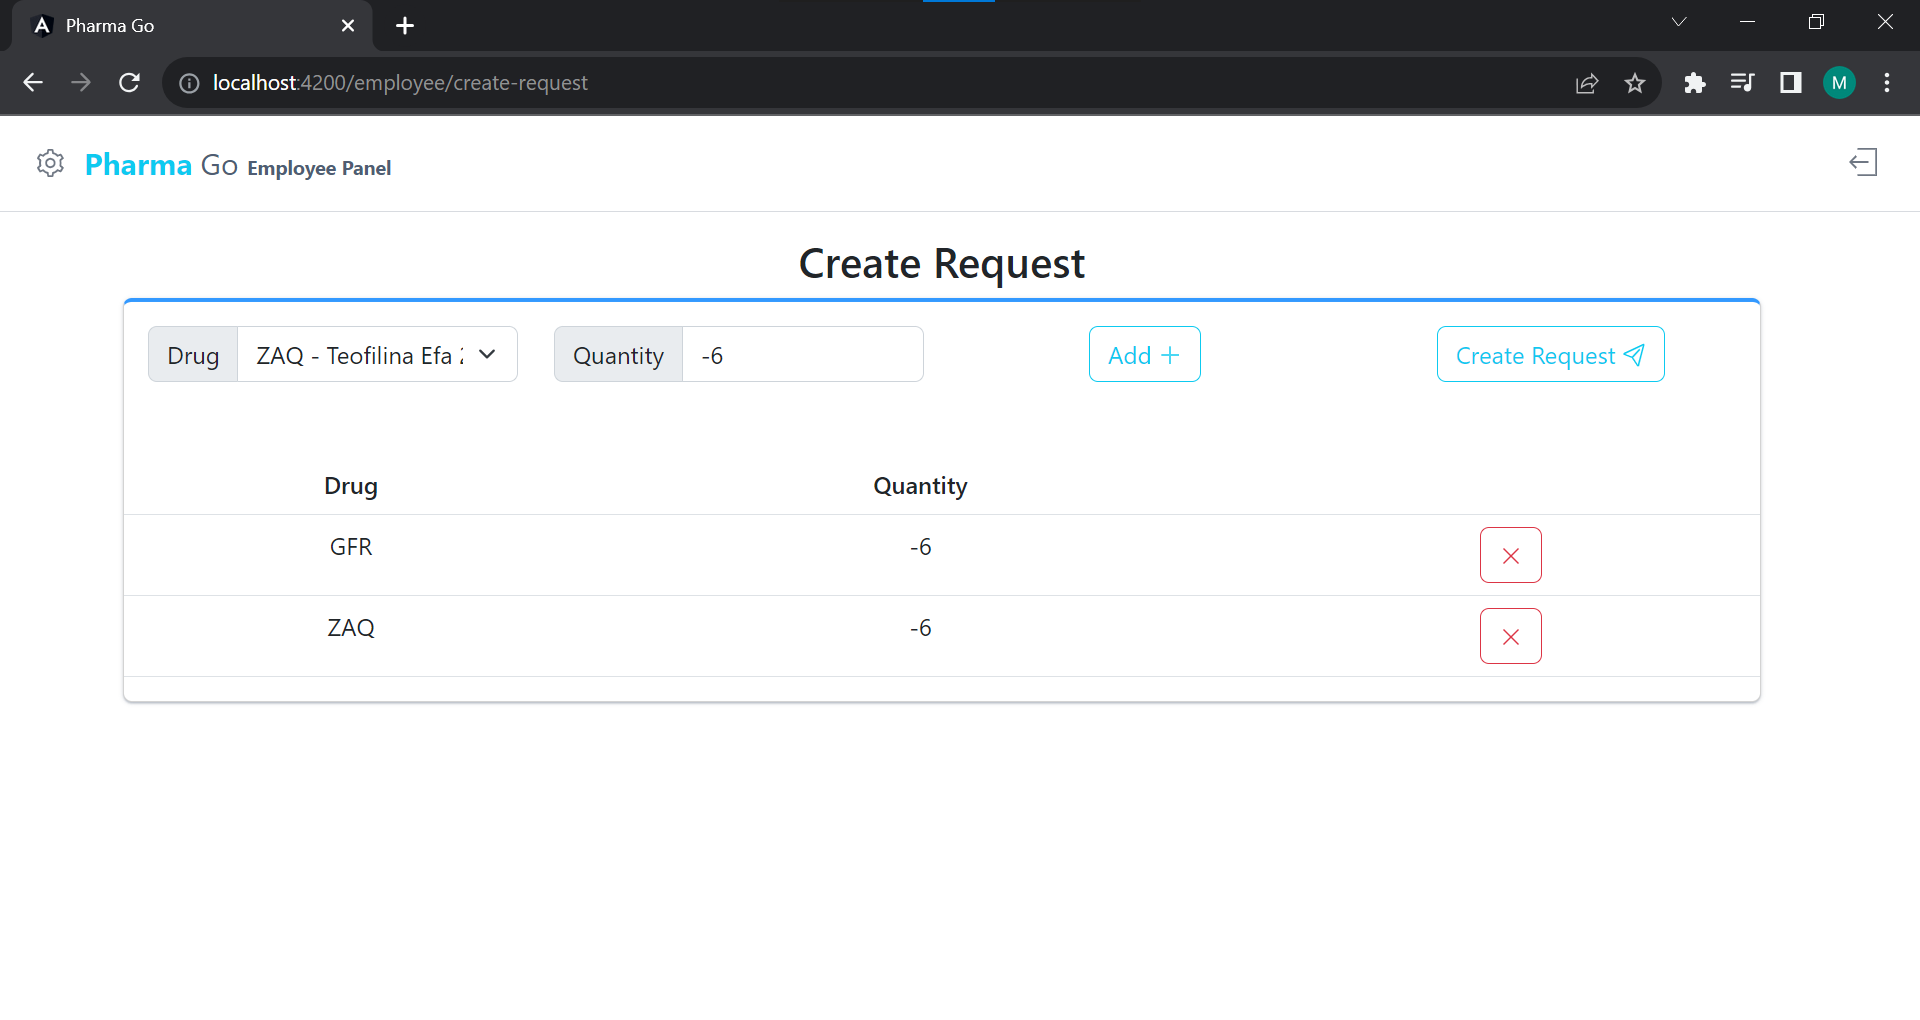 Pharma Go
localhost:4200/employee/create-request
M
Pharma Go Employee Panel
Create Request
Drug ZAQ - Teofilina Efa Quantity -6 Add Create Request
Drug Quantity
GFR -6
ZAQ -6